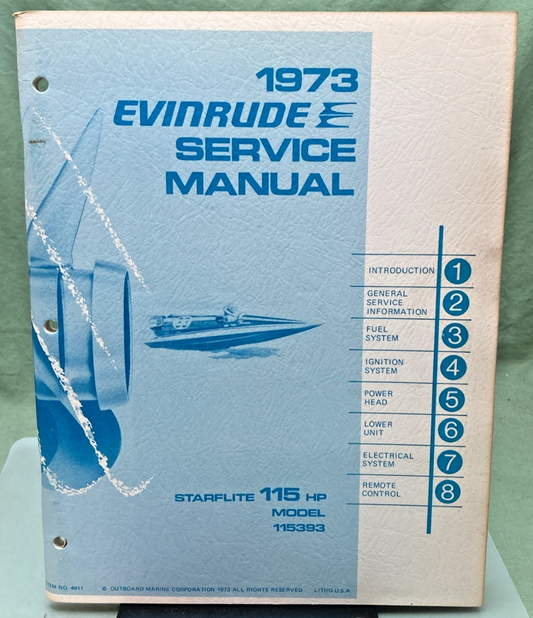 1973
EVINRUDE
SERVICE
MANUAL
INTRODUCTION 1
GENERAL
SERVICE
INFORMATION 2
FUEL
SYSTEM 3
IGNITION
SYSTEM 4
POWER
HEAD 5
LOWER
UNIT 6
ELECTRICAL
SYSTEM 7
REMOTE
CONTROL 8
STARFLITE 115 HP
MODEL
115393
NO. 4911 © OUTBOARD MARINE CORPORATION 1973 ALL RIGHTS RESERVED LITHO U.S.A